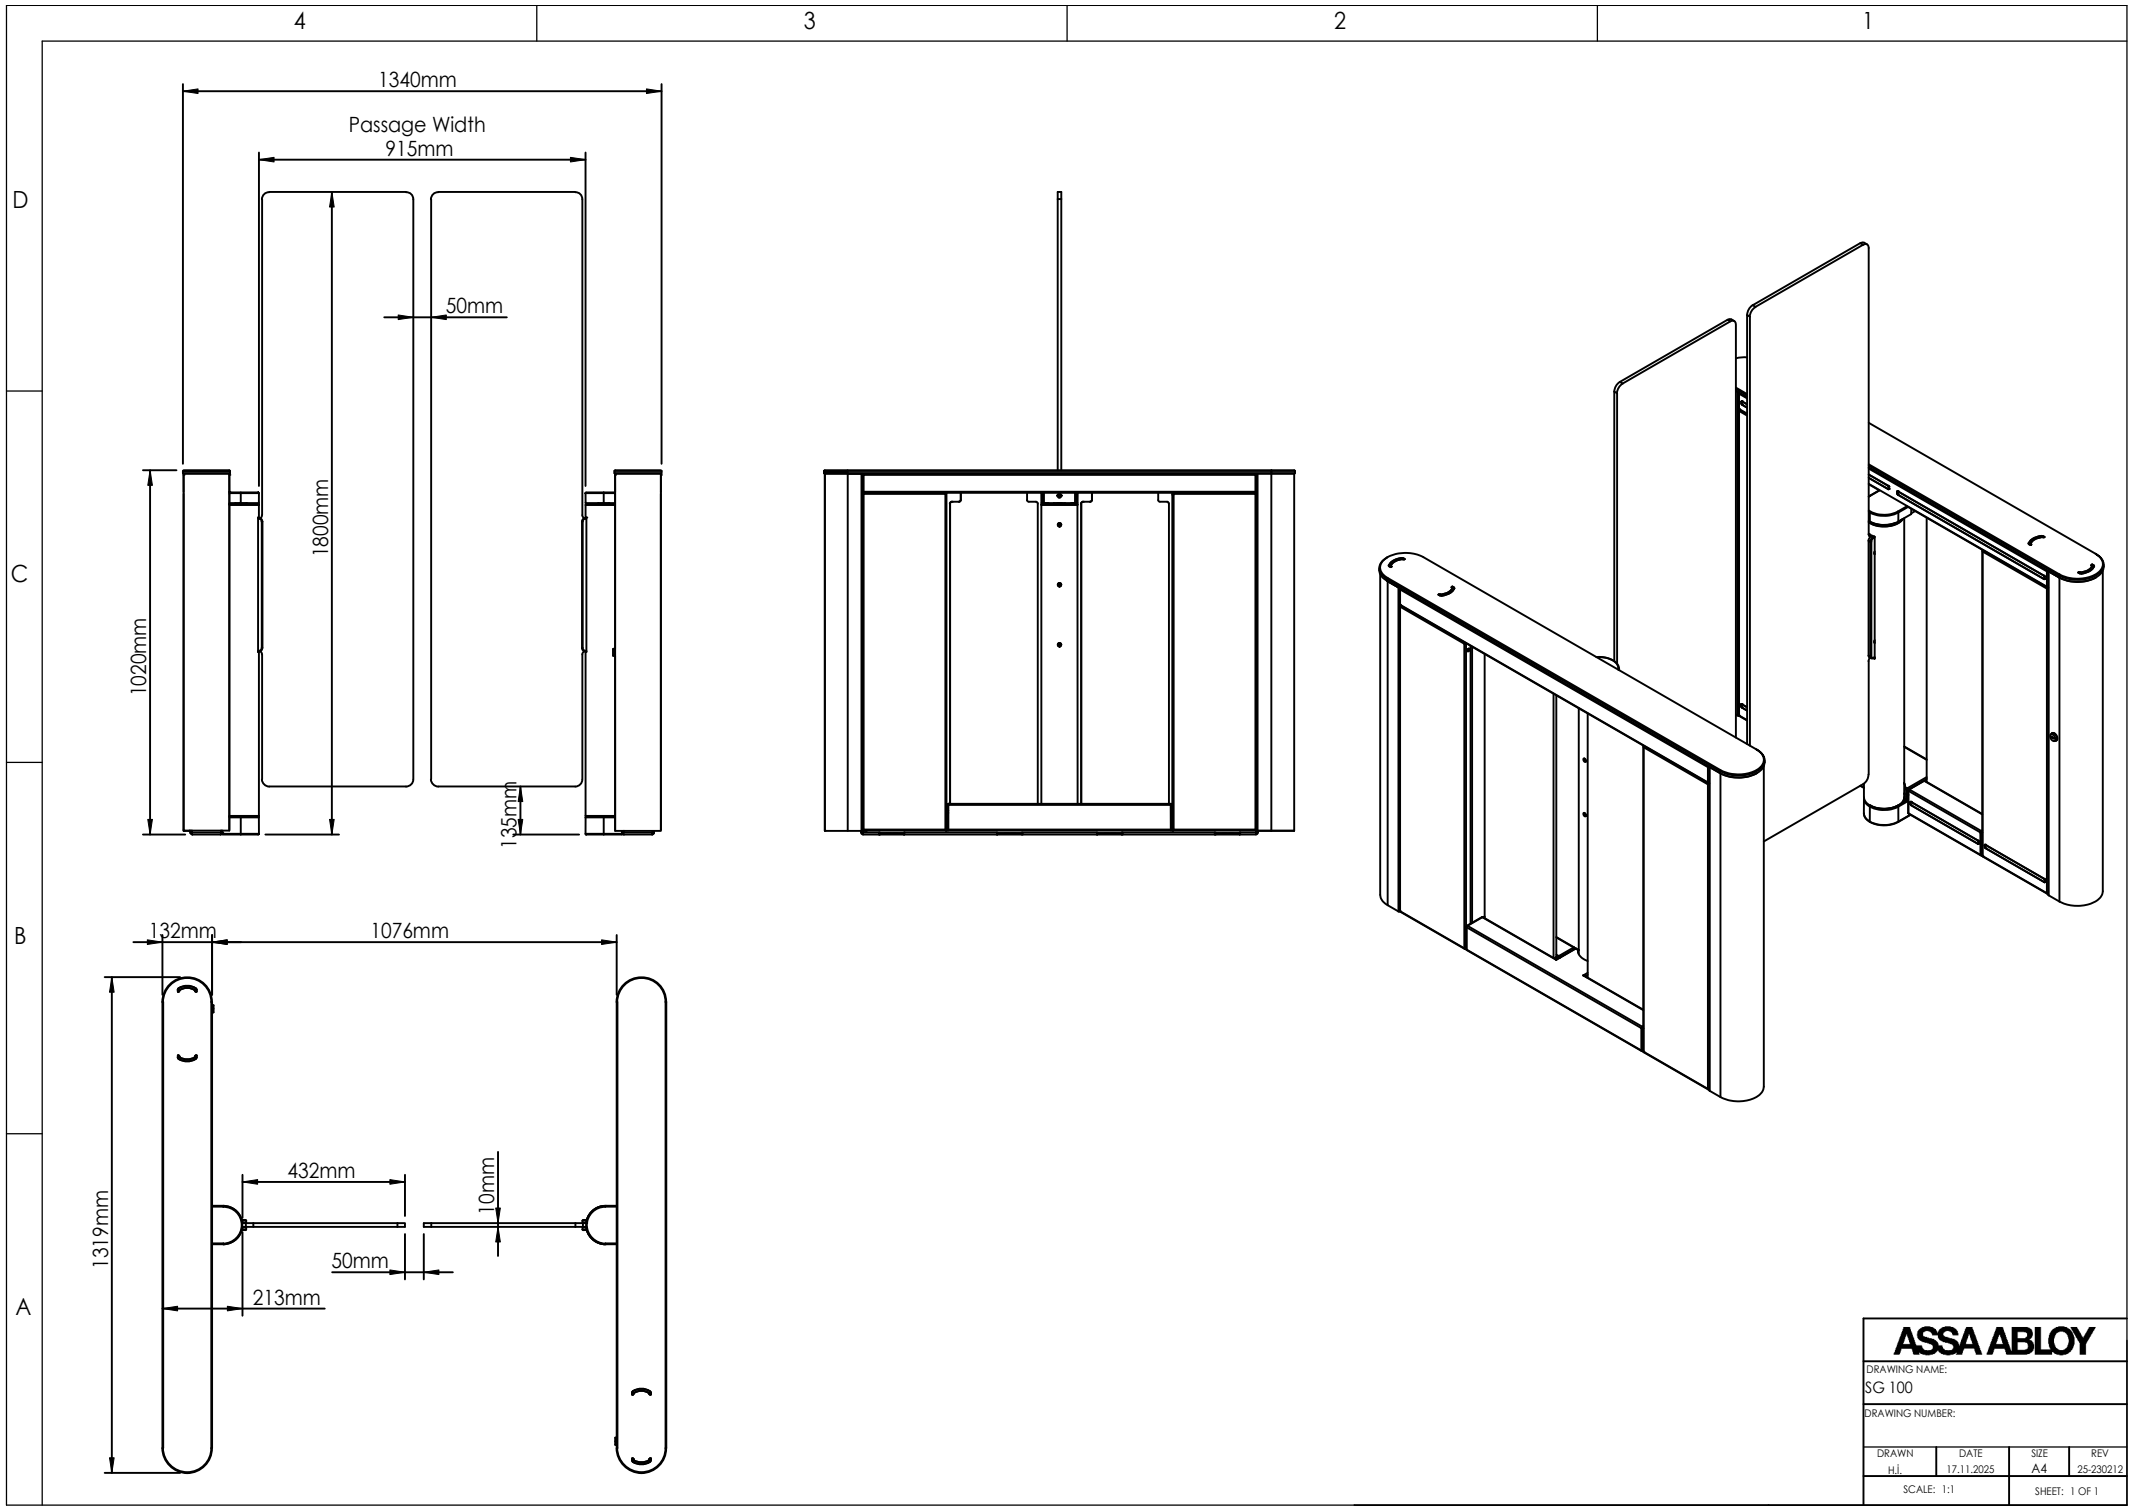 4
3
2
1
D
C
B
A
1340mm
Passage Width
915mm
50mm
1800mm
1020mm
135mm
132mm
1076mm
432mm
10mm
50mm
1319mm
213mm
ASSA ABLOY
DRAWING NAME:
SG 100
DRAWING NUMBER:
DRAWN DATE SIZE REV
H.İ. 17.11.2025 A4 25-230212
SCALE: 1:1 SHEET: 1 OF 1